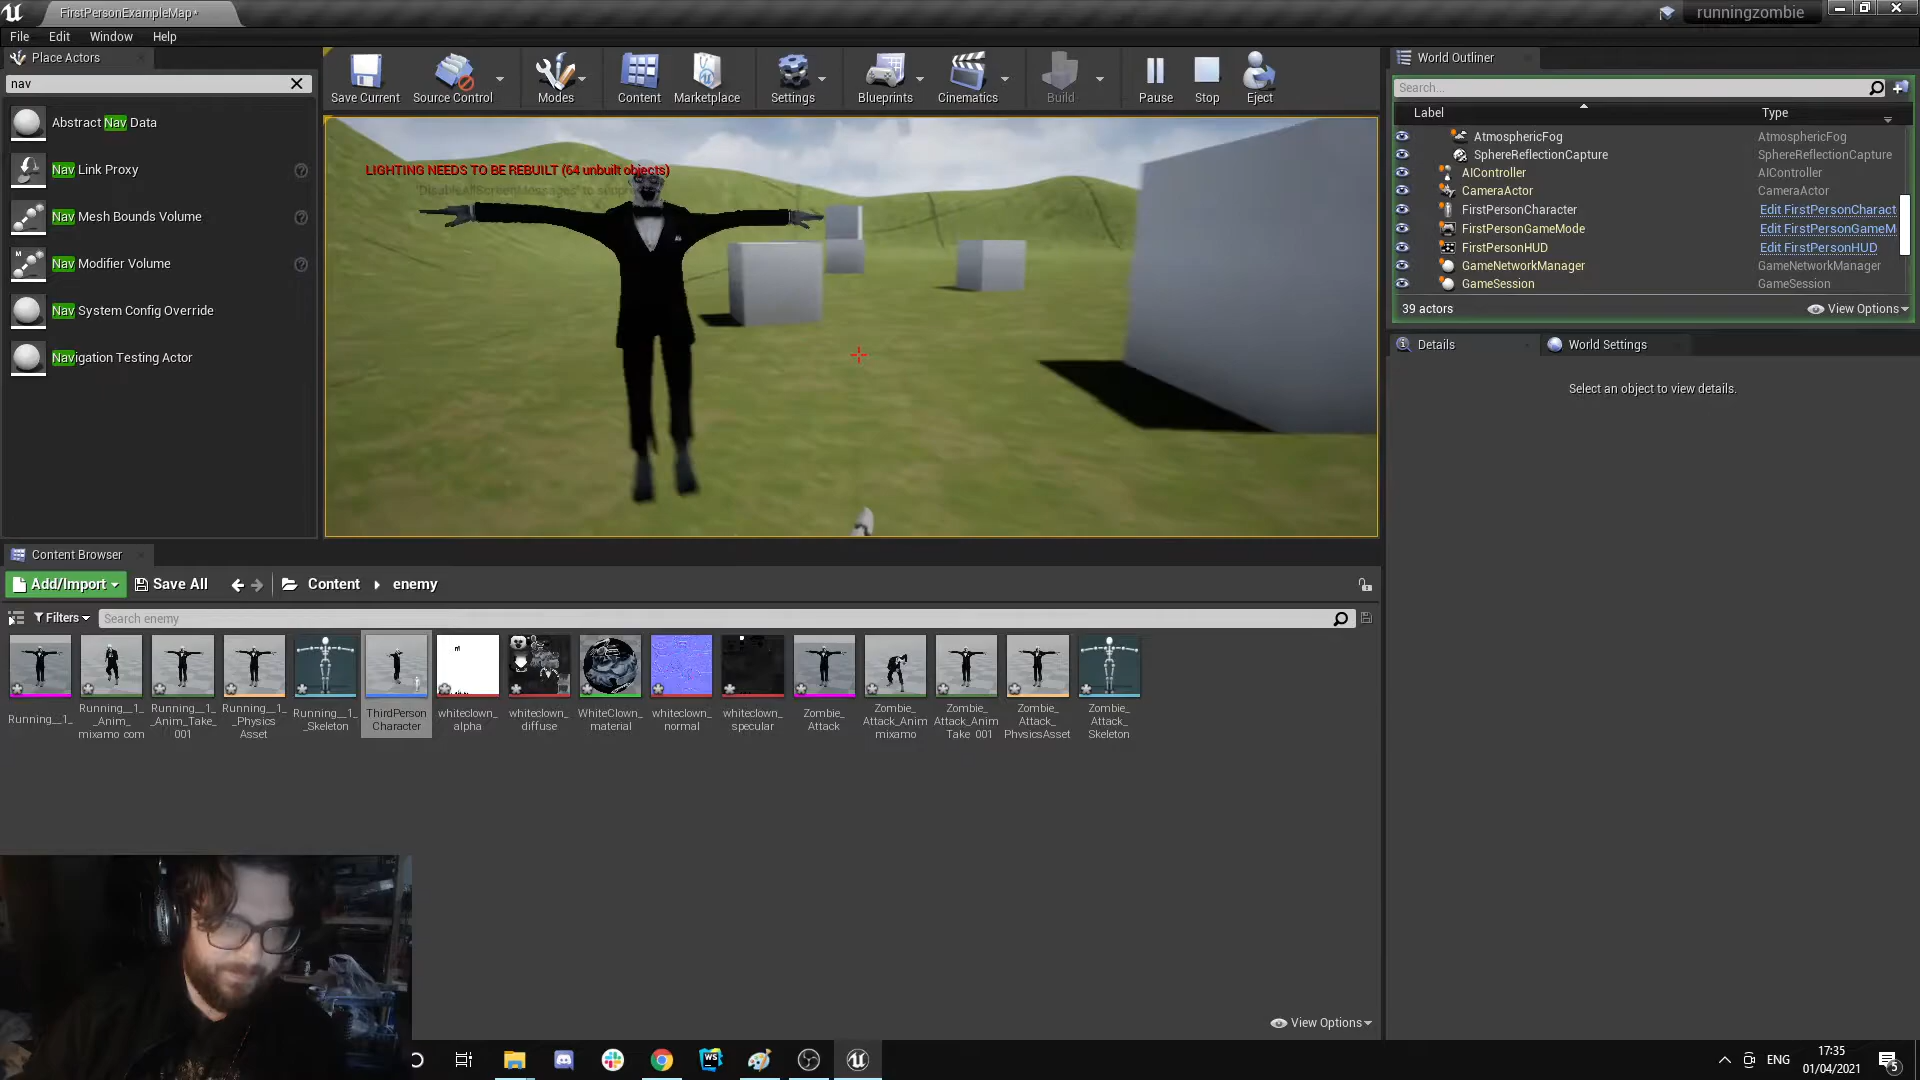 FirstPersonExampleMap*
runningzombie
File Edit Window Help
Place Actors
nav
Abstract Nav Data
Nav Link Proxy
Nav Mesh Bounds Volume
Nav Modifier Volume
Nav System Config Override
Navigation Testing Actor
Save Current
Source Control
Modes
Content
Marketplace
Settings
Blueprints
Cinematics
Build
Pause
Stop
Eject
LIGHTING NEEDS TO BE REBUILT (64 unbuilt objects)
World Outliner
Search...
Label Type
AtmosphericFog AtmosphericFog
SphereReflectionCapture SphereReflectionCapture
AIController AIController
CameraActor CameraActor
FirstPersonCharacter Edit FirstPersonCharact
FirstPersonGameMode Edit FirstPersonGameM
FirstPersonHUD Edit FirstPersonHUD
GameNetworkManager GameNetworkManager
GameSession GameSession
39 actors
View Options
Details
World Settings
Select an object to view details.
Content Browser
Add/Import
Save All
Content
enemy
Filters
Search enemy
Running__1_
Running__1_
_Anim_
mixamo_com
Running__1_
_Anim_Take_
001
Running__1_
_Physics
Asset
Running__1_
_Skeleton
ThirdPerson
Character
whiteclown_
alpha
whiteclown_
diffuse
WhiteClown_
material
whiteclown_
normal
whiteclown_
specular
Zombie_
Attack
Zombie_
Attack_Anim
mixamo
Zombie_
Attack_Anim_
Take_001
Zombie_
Attack_
PhysicsAsset
Zombie_
Attack_
Skeleton
View Options
WS
ENG
17:35
01/04/2021
5